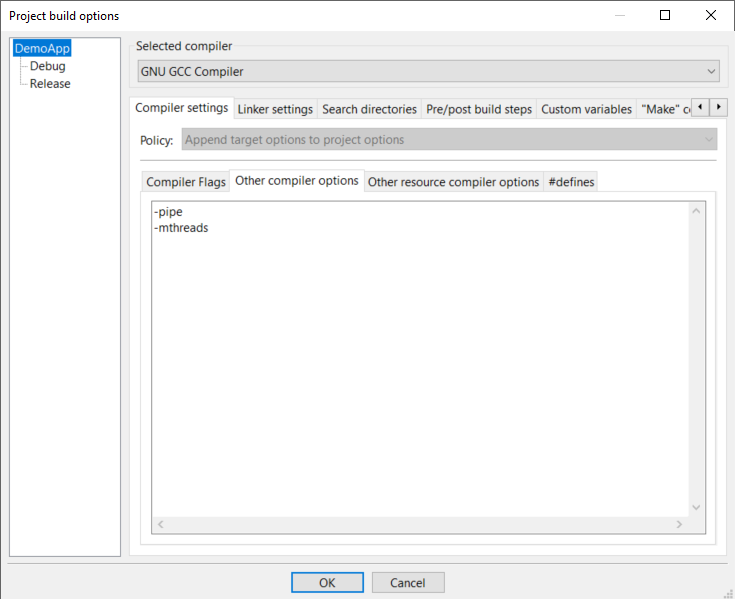 Project build options
DemoApp
Debug
Release
Selected compiler
GNU GCC Compiler
Compiler settings Linker settings Search directories Pre/post build steps Custom variables "Make" c
Policy: Append target options to project options
Compiler Flags Other compiler options Other resource compiler options #defines
-pipe
-mthreads
OK Cancel